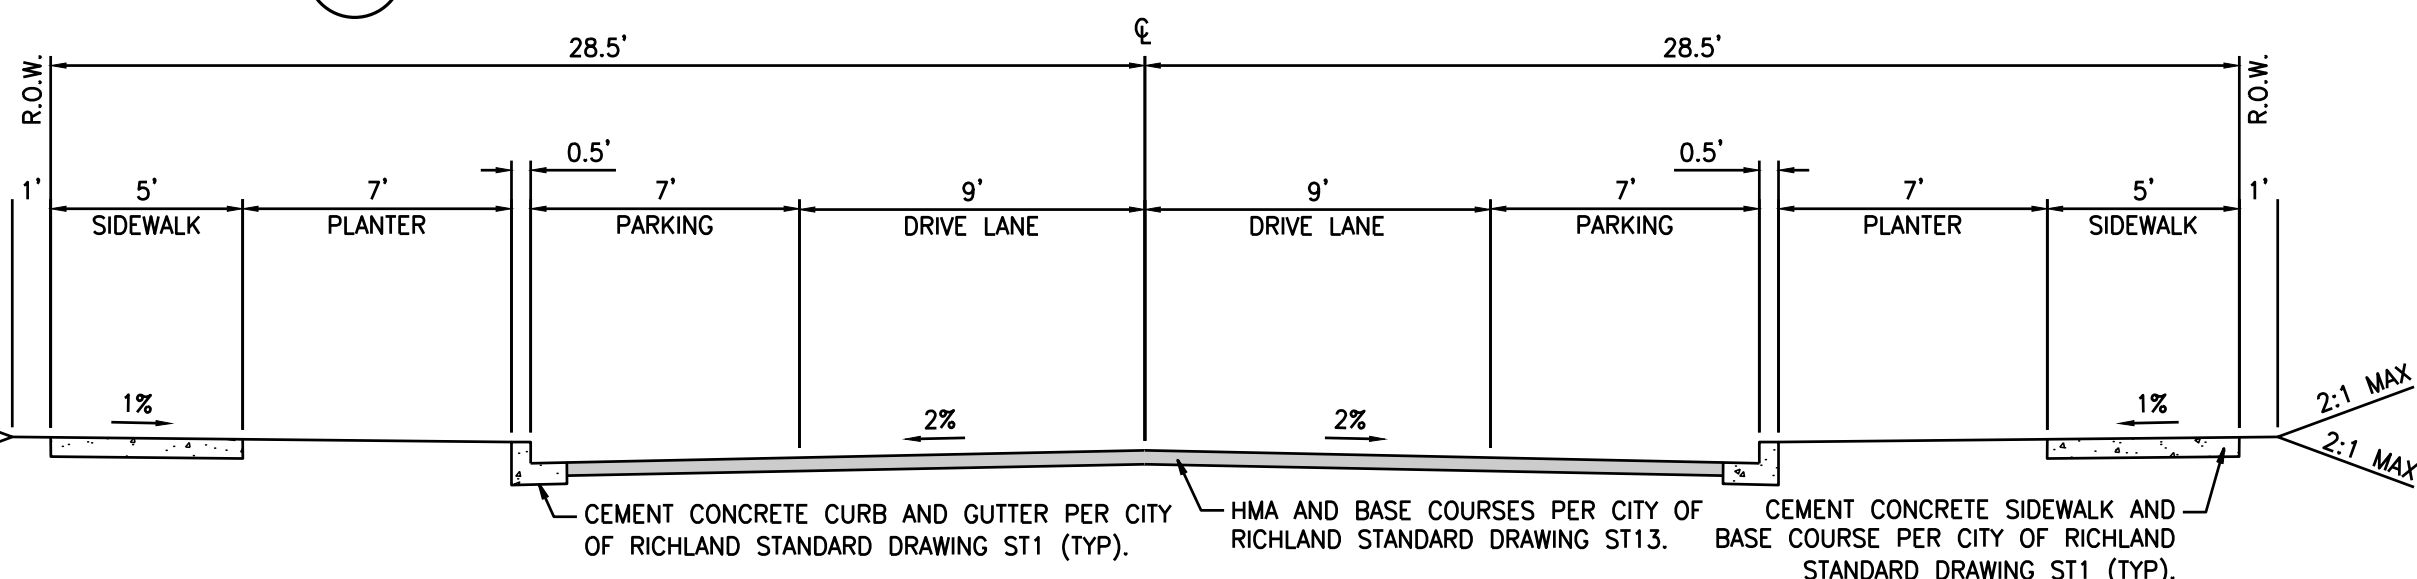 ℄
28.5' 28.5'
R.O.W. R.O.W.
0.5' 0.5'
1' 5' 7' 7' 9' 9' 7' 7' 5' 1'
SIDEWALK PLANTER PARKING DRIVE LANE DRIVE LANE PARKING PLANTER SIDEWALK
1% 2% 2% 1%
2:1 MAX
2:1 MAX
CEMENT CONCRETE CURB AND GUTTER PER CITY
OF RICHLAND STANDARD DRAWING ST1 (TYP).
HMA AND BASE COURSES PER CITY OF
RICHLAND STANDARD DRAWING ST13.
CEMENT CONCRETE SIDEWALK AND
BASE COURSE PER CITY OF RICHLAND
STANDARD DRAWING ST1 (TYP).